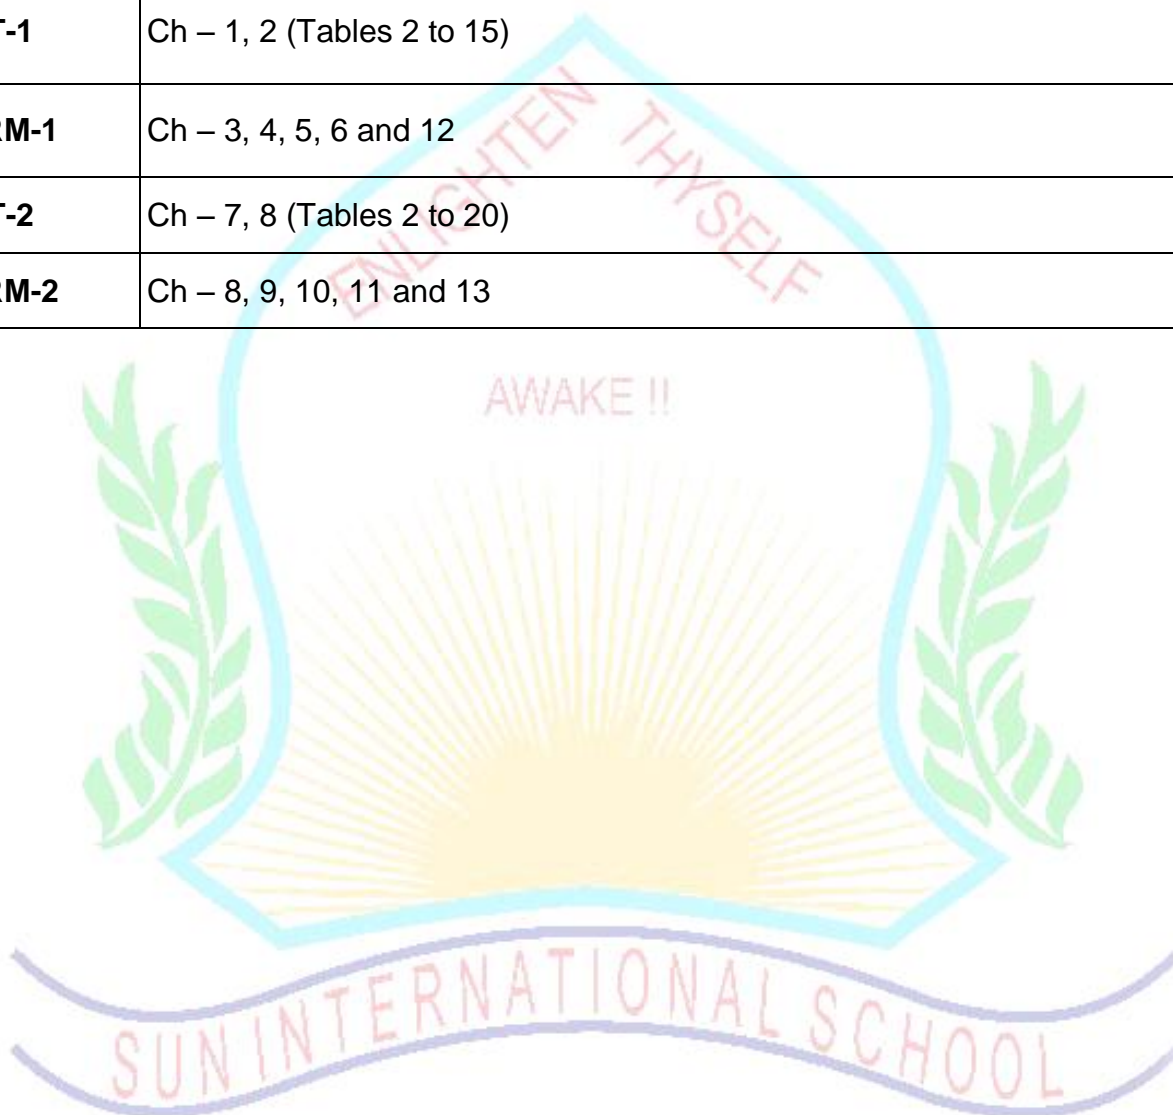 T-1 Ch – 1, 2 (Tables 2 to 15)
RM-1 Ch – 3, 4, 5, 6 and 12
T-2 Ch – 7, 8 (Tables 2 to 20)
RM-2 Ch – 8, 9, 10, 11 and 13
ENLIGHTEN THYSELF
AWAKE !!
SUN INTERNATIONAL SCHOOL